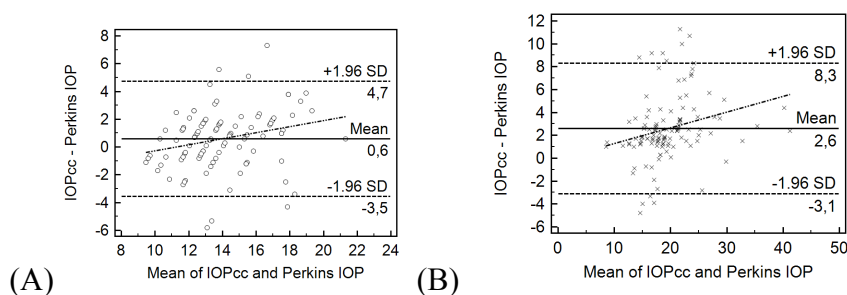 8
6
4
2
0
-2
-4
-6
IOPcc - Perkins IOP
+1.96 SD
4,7
Mean
0,6
-1.96 SD
-3,5
8 10 12 14 16 18 20 22 24
Mean of IOPcc and Perkins IOP
(A)
12
10
8
6
4
2
0
-2
-4
-6
IOPcc - Perkins IOP
+1.96 SD
8,3
Mean
2,6
-1.96 SD
-3,1
0 10 20 30 40 50
Mean of IOPcc and Perkins IOP
(B)